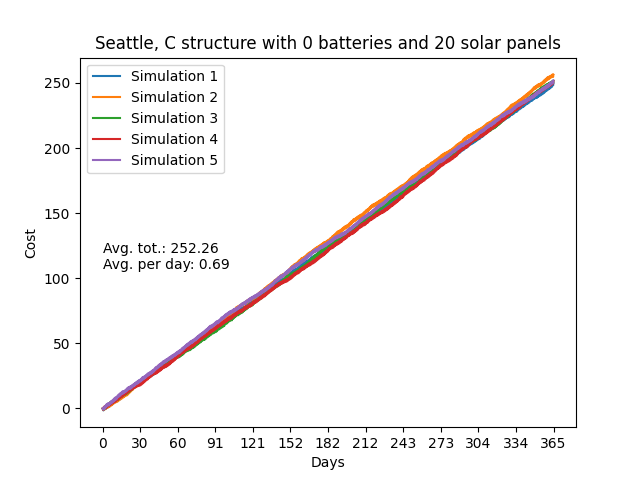 Seattle, C structure with 0 batteries and 20 solar panels
Simulation 1
Simulation 2
Simulation 3
Simulation 4
Simulation 5
250
200
150
100
50
0
Cost
Avg. tot.: 252.26
Avg. per day: 0.69
0 30 60 91 121 152 182 212 243 273 304 334 365
Days